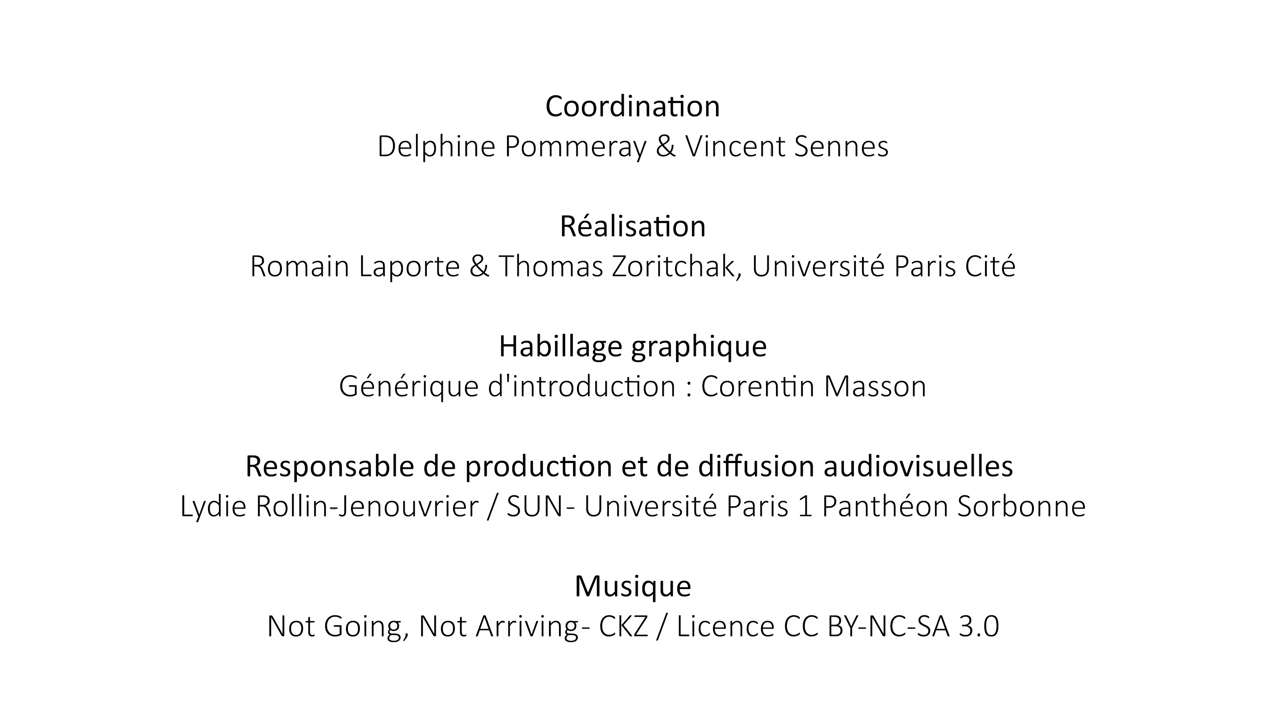 Coordination
Delphine Pommeray & Vincent Sennes
Réalisation
Romain Laporte & Thomas Zoritchak, Université Paris Cité
Habillage graphique
Générique d'introduction : Corentin Masson
Responsable de production et de diffusion audiovisuelles
Lydie Rollin-Jenouvrier / SUN- Université Paris 1 Panthéon Sorbonne
Musique
Not Going, Not Arriving- CKZ / Licence CC BY-NC-SA 3.0